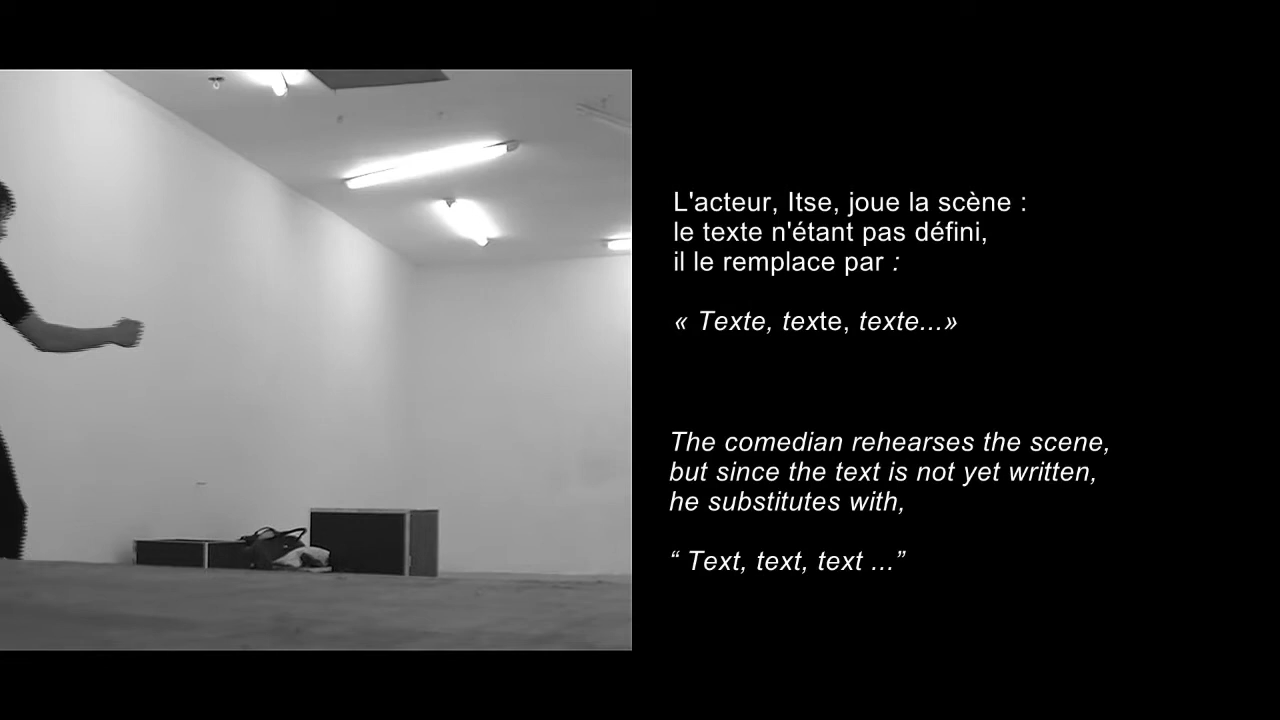 L'acteur, Itse, joue la scène :
le texte n'étant pas défini,
il le remplace par :
« Texte, texte, texte...»
The comedian rehearses the scene,
but since the text is not yet written,
he substitutes with,
“ Text, text, text ...”